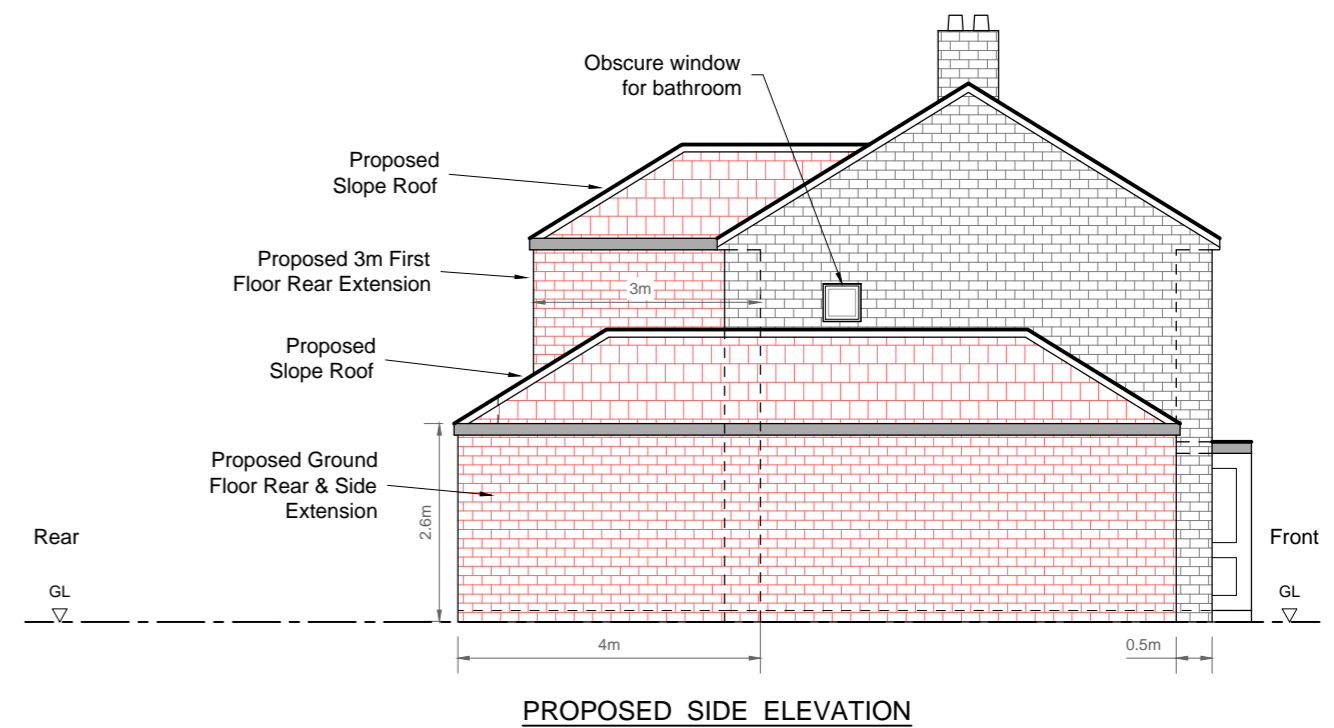 Obscure window
for bathroom
Proposed
Slope Roof
Proposed 3m First
Floor Rear Extension
3m
Proposed
Slope Roof
Proposed Ground
Floor Rear & Side
Extension
2.6m
Rear
Front
GL
GL
4m
0.5m
PROPOSED SIDE ELEVATION